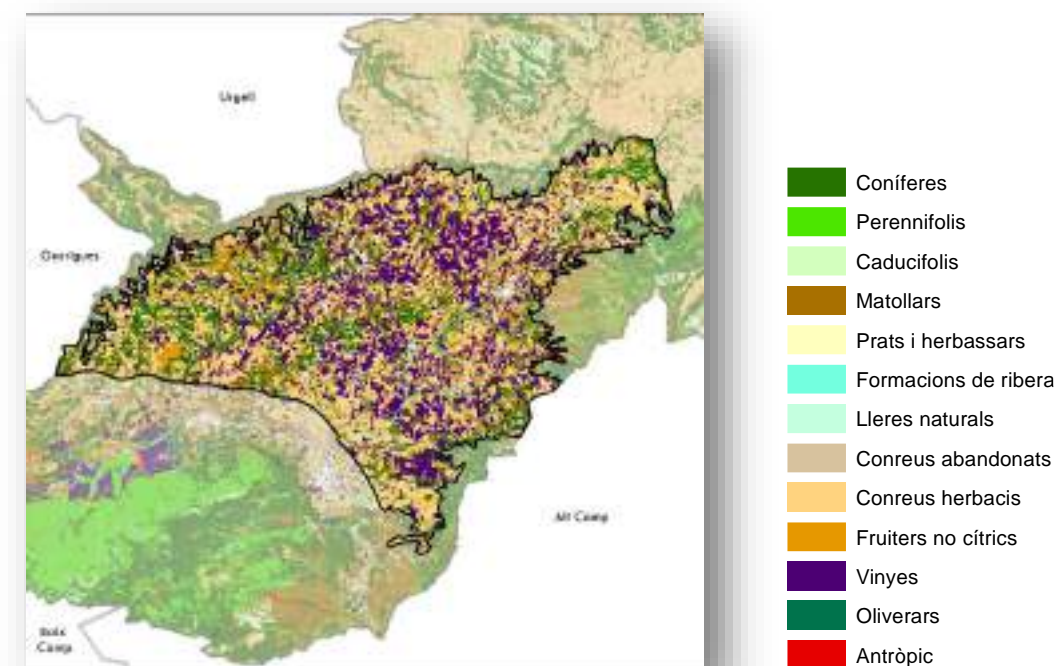 Urgell
Garrigues
Alt Camp
Baix
Camp
Coníferes
Perennifolis
Caducifolis
Matollars
Prats i herbassars
Formacions de ribera
Lleres naturals
Conreus abandonats
Conreus herbacis
Fruiters no cítrics
Vinyes
Oliverars
Antròpic